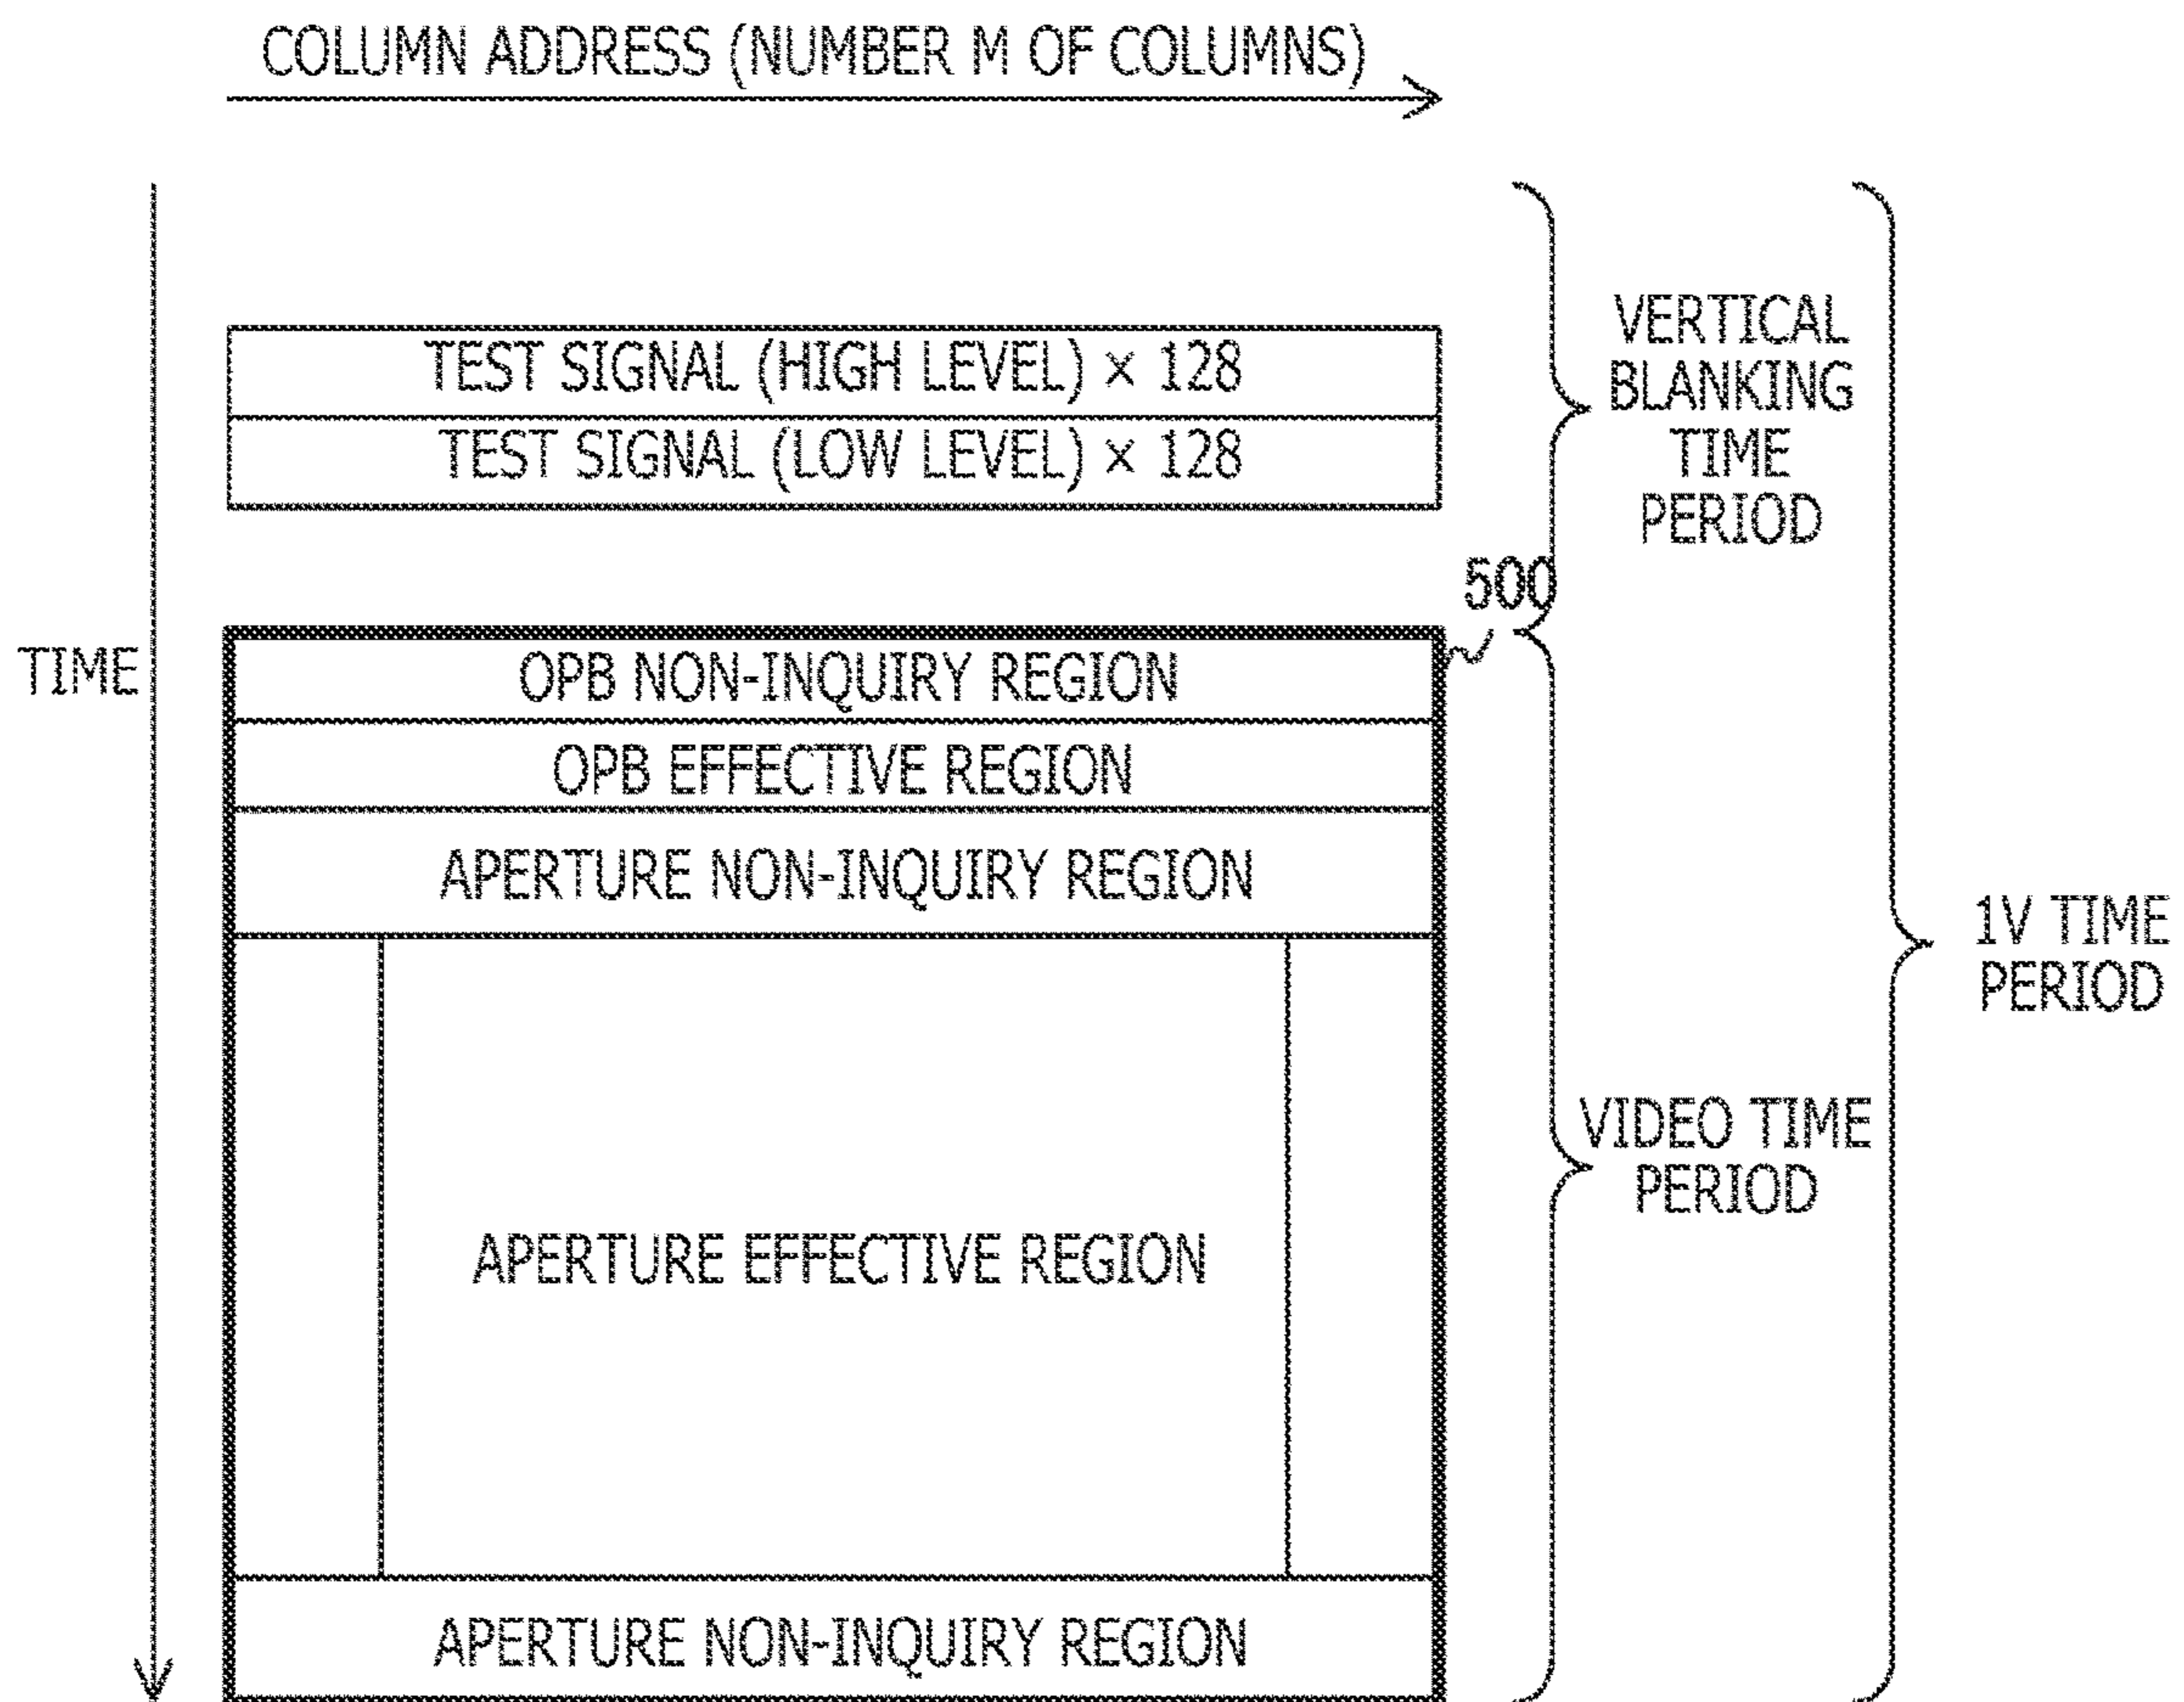 COLUMN ADDRESS (NUMBER M OF COLUMNS)
TEST SIGNAL (HIGH LEVEL) × 128
TEST SIGNAL (LOW LEVEL) × 128
VERTICAL
BLANKING
TIME
PERIOD
500
TIME
OPB NON-INQUIRY REGION
OPB EFFECTIVE REGION
APERTURE NON-INQUIRY REGION
1V TIME
PERIOD
VIDEO TIME
PERIOD
APERTURE EFFECTIVE REGION
APERTURE NON-INQUIRY REGION